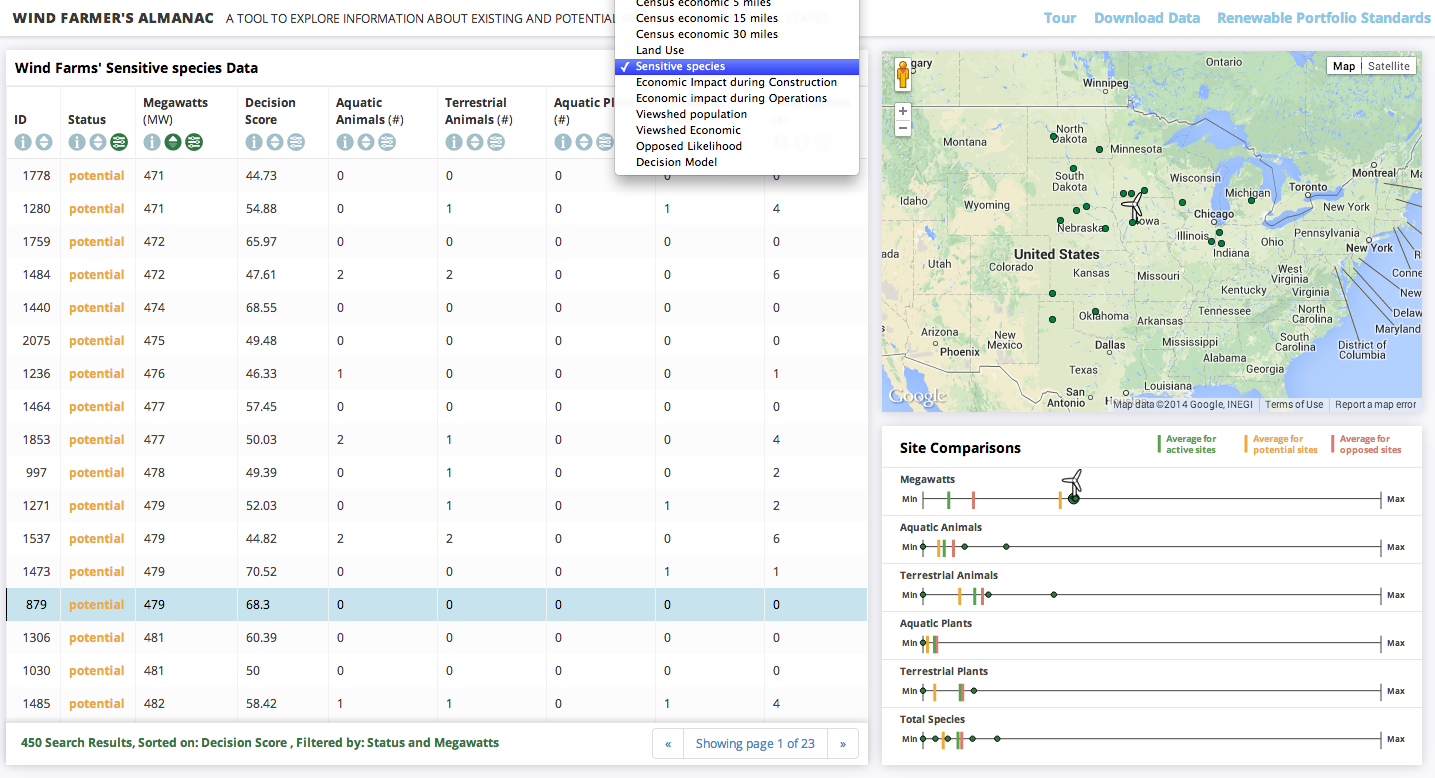 WIND FARMER'S ALMANAC A TOOL TO EXPLORE INFORMATION ABOUT EXISTING AND POTENTIAL
Tour Download Data Renewable Portfolio Standards
Census economic 5 miles
Census economic 15 miles
Census economic 30 miles
Land Use
✓ Sensitive species
Economic Impact during Construction
Economic impact during Operations
Viewshed population
Viewshed Economic
Opposed Likelihood
Decision Model
Wind Farms' Sensitive species Data
ID Status Megawatts (MW) Decision Score Aquatic Animals (#) Terrestrial Animals (#) Aquatic Pl (#)
1778 potential 471 44.73 0 0 0 0 0
1280 potential 471 54.88 0 1 0 1 4
1759 potential 472 65.97 0 0 0 0 0
1484 potential 472 47.61 2 2 0 0 6
1440 potential 474 68.55 0 0 0 0 0
2075 potential 475 49.48 0 0 0 0 0
1236 potential 476 46.33 1 0 0 0 1
1464 potential 477 57.45 0 0 0 0 0
1853 potential 477 50.03 2 1 0 0 4
997 potential 478 49.39 0 1 0 0 2
1271 potential 479 52.03 0 1 0 1 2
1537 potential 479 44.82 2 2 0 0 6
1473 potential 479 70.52 0 0 0 1 1
879 potential 479 68.3 0 0 0 0 0
1306 potential 481 60.39 0 0 0 0 0
1030 potential 481 50 0 0 0 0 0
1485 potential 482 58.42 1 1 0 1 4
450 Search Results, Sorted on: Decision Score , Filtered by: Status and Megawatts
« Showing page 1 of 23 »
Map Satellite
+
−
gary
Ontario
Winnipeg
North Dakota
Montana
Minnesota
Montreal
South Dakota
Wisconsin
Michigan
Toronto
Idaho
Wyoming
New York
Iowa
Chicago
Nebraska
Illinois
Pennsylvania
Ohio
New York
ada
United States
Indiana
Utah
Colorado
Kansas
Missouri
West Virginia
Conne
Kentucky
Virginia
New
Oklahoma
Tennessee
North Carolina
Delaw
Arkansas
Maryland
Arizona
New Mexico
Mississippi
South Carolina
District of Columbia
Phoenix
Dallas
Alabama
Texas
Georgia
San Antonio
Louisiana
Google
Map data ©2014 Google, INEGI Terms of Use Report a map error
Site Comparisons
Average for active sites
Average for potential sites
Average for opposed sites
Megawatts
Min Max
Aquatic Animals
Min Max
Terrestrial Animals
Min Max
Aquatic Plants
Min Max
Terrestrial Plants
Min Max
Total Species
Min Max